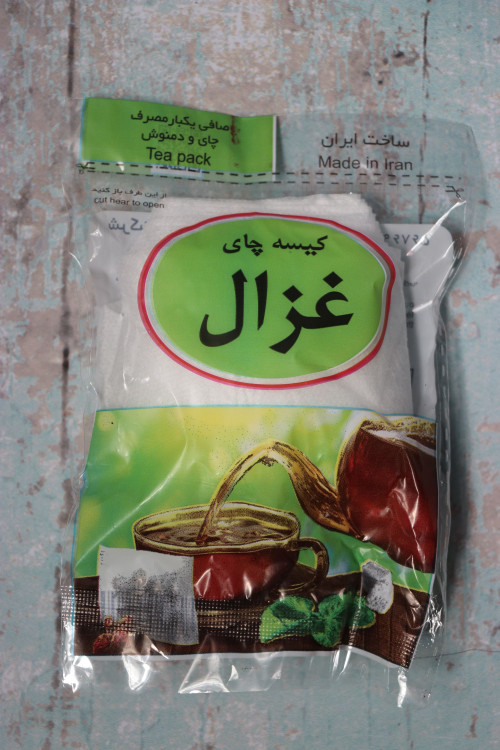 صافی یکبار مصرف
چای و دمنوش
Tea pack
ساخت ایران
Made in Iran
از این طرف باز کنید
cut hear to open
کیسه چای
غزال